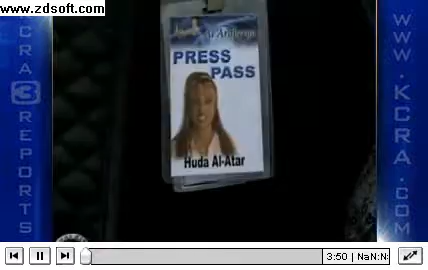 www.zdsoft.com
KCRA 3 REPORTS
PRESS
PASS
Huda Al-Atar
WWW.KCRA.COM
3:50 | NaN:N